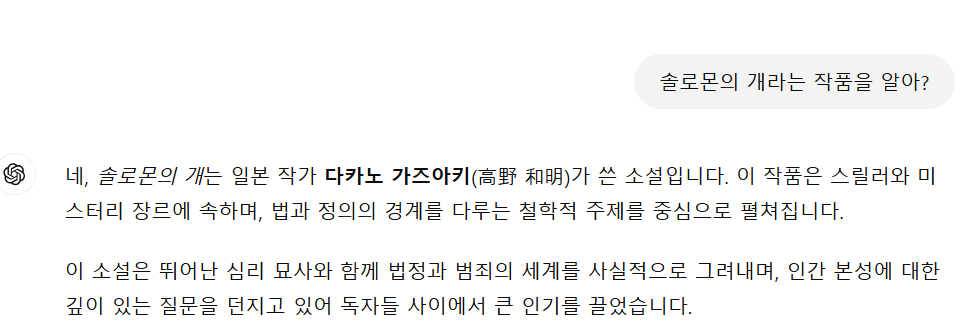 솔로몬의 개라는 작품을 알아?
네, 솔로몬의 개는 일본 작가 다카노 가즈아키(高野 和明)가 쓴 소설입니다. 이 작품은 스릴러와 미
스터리 장르에 속하며, 법과 정의의 경계를 다루는 철학적 주제를 중심으로 펼쳐집니다.
이 소설은 뛰어난 심리 묘사와 함께 법정과 범죄의 세계를 사실적으로 그려내며, 인간 본성에 대한
깊이 있는 질문을 던지고 있어 독자들 사이에서 큰 인기를 끌었습니다.